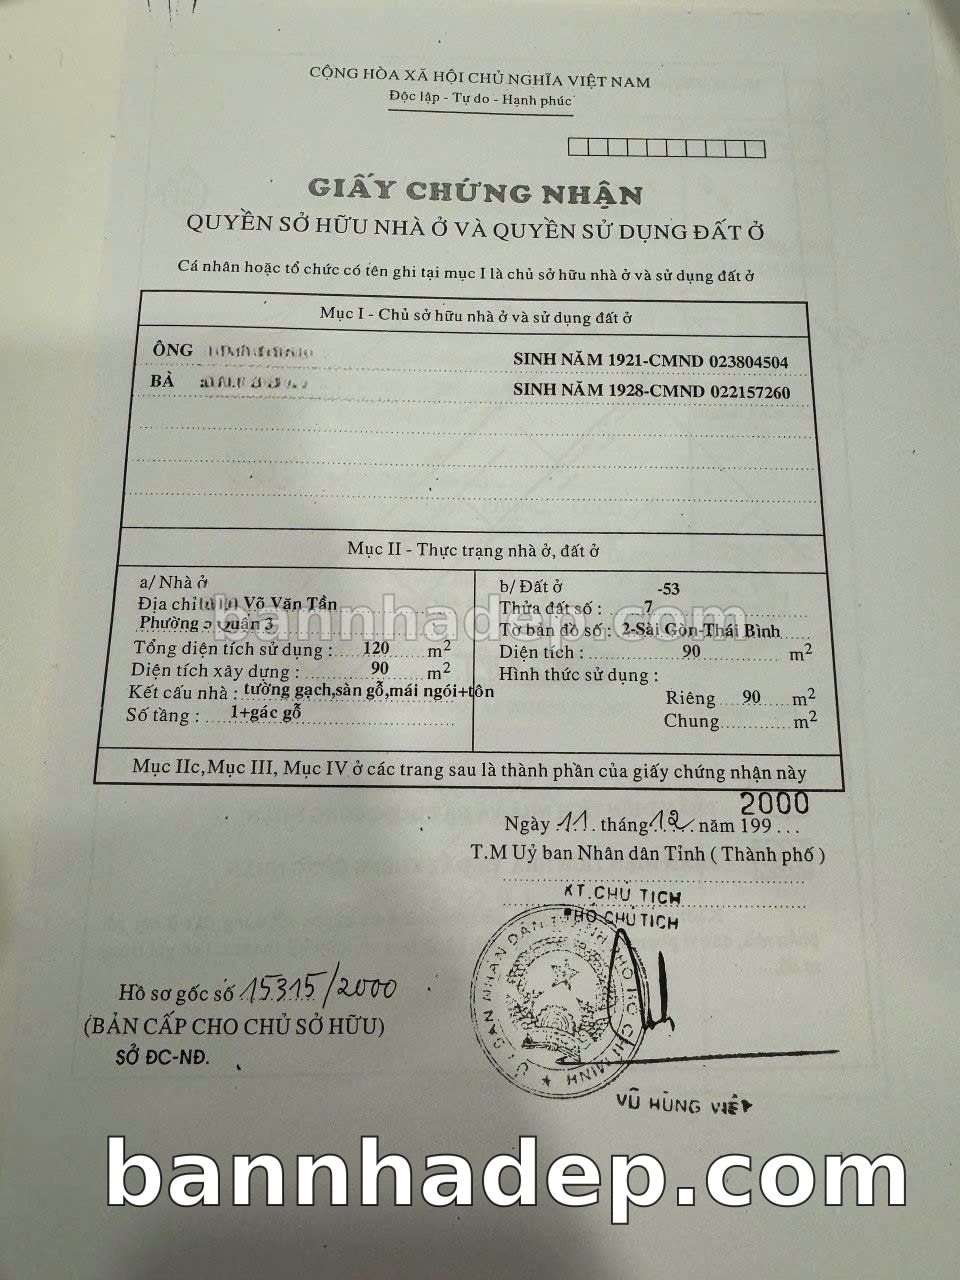 CỘNG HÒA XÃ HỘI CHỦ NGHĨA VIỆT NAM
Độc lập - Tự do - Hạnh phúc
GIẤY CHỨNG NHẬN
QUYỀN SỞ HỮU NHÀ Ở VÀ QUYỀN SỬ DỤNG ĐẤT Ở
Cá nhân hoặc tổ chức có tên ghi tại mục I là chủ sở hữu nhà ở và sử dụng đất ở
Mục I - Chủ sở hữu nhà ở và sử dụng đất ở
ÔNG SINH NĂM 1921-CMND 023804504
BÀ SINH NĂM 1928-CMND 022157260
Mục II - Thực trạng nhà ở, đất ở
a/ Nhà ở
Địa chỉ Võ Văn Tần
Phường Quân 3
Tổng diện tích sử dụng : 120 m2
Diện tích xây dựng : 90 m2
Kết cấu nhà : tường gạch,sàn gỗ,mái ngói+tôn
Số tầng : 1+gác gỗ
b/ Đất ở -53
Thửa đất số : 7
Tờ bản đồ số : 2-Sài Gòn-Thái Bình
Diện tích : 90 m2
Hình thức sử dụng :
Riêng 90 m2
Chung m2
bannhadep.com
Mục IIc,Mục III, Mục IV ở các trang sau là thành phần của giấy chứng nhận này
2000
Ngày 11 tháng 12 năm 199 ...
T.M Uỷ ban Nhân dân Tỉnh ( Thành phố )
KT.CHỦ TỊCH
PHÓ CHỦ TỊCH
ỦY BAN NHÂN DÂN THÀNH PHỐ HỒ CHÍ MINH
Hồ sơ gốc số 15315/2000
(BẢN CẤP CHO CHỦ SỞ HỮU)
SỞ ĐC-NĐ.
VŨ HÙNG VIỆT
bannhadep.com